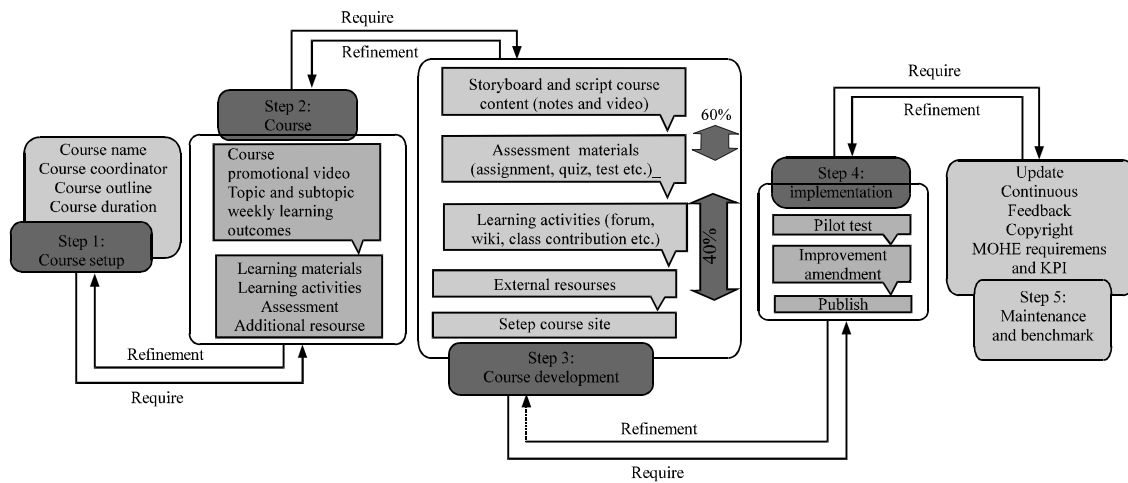 Require
Refinement
Step 2:
Course
Course name
Course coordinator
Course outline
Course duration
Step 1:
Course setup
Course
promotional video
Topic and subtopic
weekly learning
outcomes
Learning materials
Learning activities
Assessment
Additional resourse
Refinement
Require
Storyboard and script course
content (notes and video)
60%
Assessment materials
(assignment, quiz, test etc.)_
Learning activities (forum,
wiki, class contribution etc.)
40%
External resourses
Setep course site
Step 3:
Course development
Refinement
Require
Require
Refinement
Step 4:
implementation
Pilot test
Improvement
amendment
Publish
Update
Continuous
Feedback
Copyright
MOHE requiremens
and KPI
Step 5:
Maintenance
and benchmark